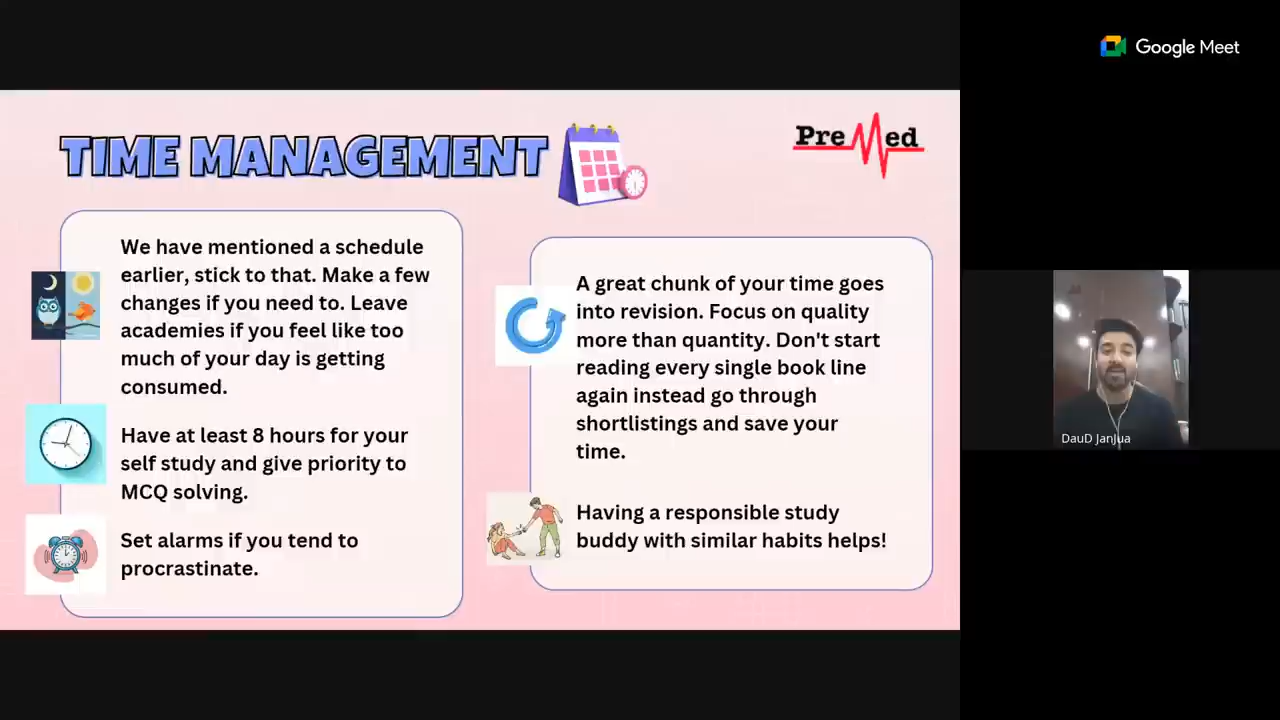 Google Meet
TIME MANAGEMENT
PreMed
We have mentioned a schedule
earlier, stick to that. Make a few
changes if you need to. Leave
academies if you feel like too
much of your day is getting
consumed.
Have at least 8 hours for your
self study and give priority to
MCQ solving.
Set alarms if you tend to
procrastinate.
A great chunk of your time goes
into revision. Focus on quality
more than quantity. Don't start
reading every single book line
again instead go through
shortlistings and save your
time.
Having a responsible study
buddy with similar habits helps!
DauD JanJua